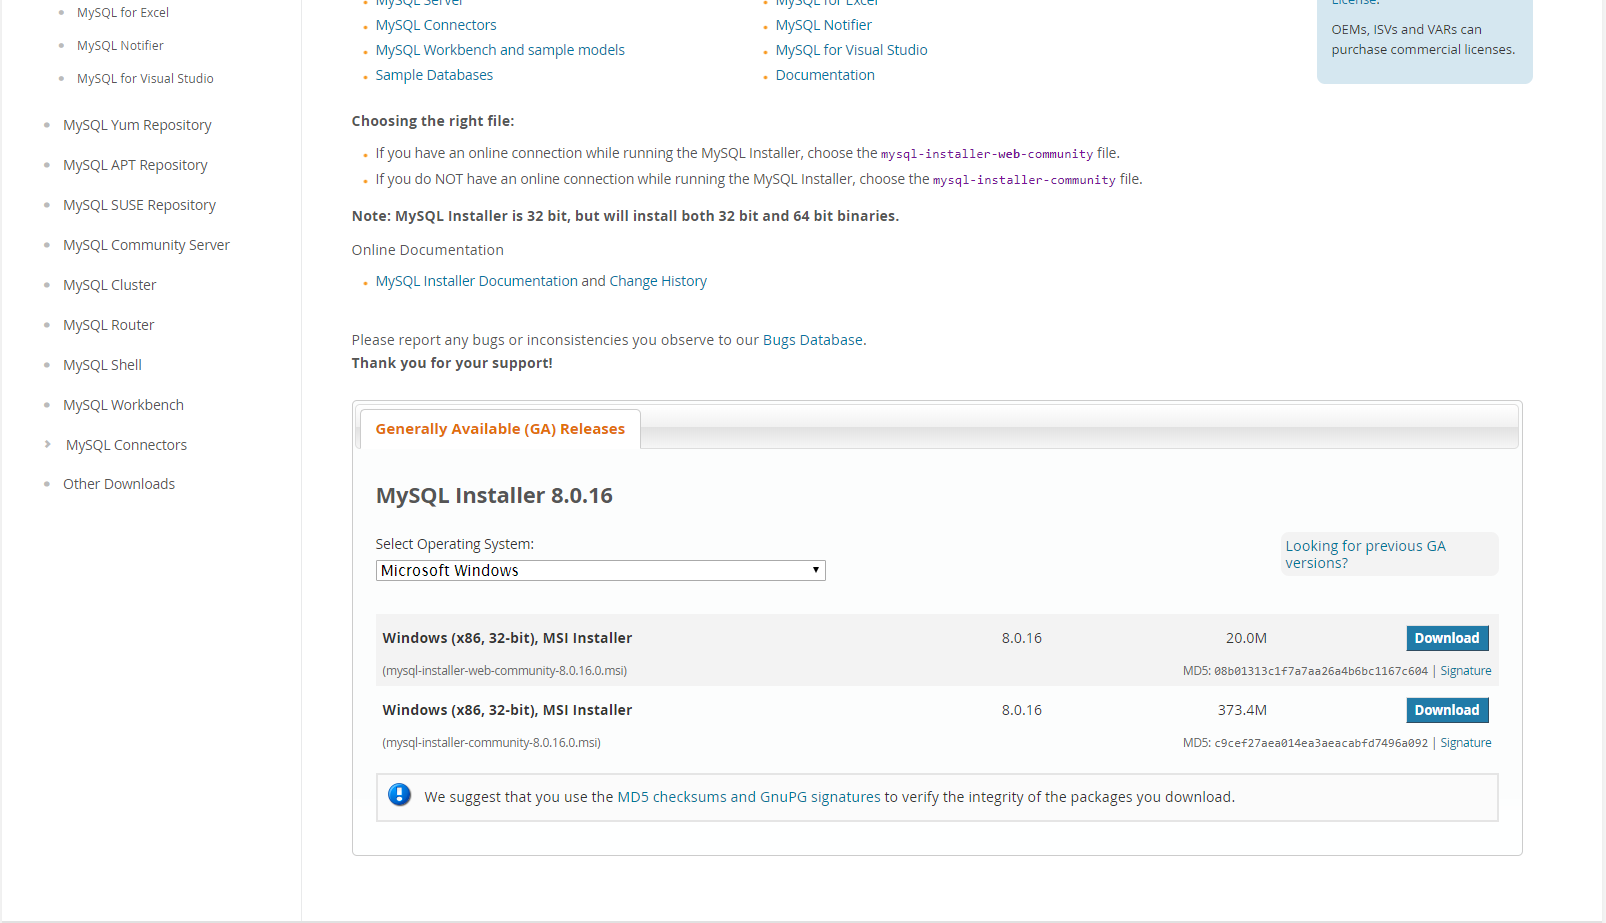 MySQL for Excel
MySQL Notifier
MySQL for Visual Studio
MySQL Yum Repository
MySQL APT Repository
MySQL SUSE Repository
MySQL Community Server
MySQL Cluster
MySQL Router
MySQL Shell
MySQL Workbench
MySQL Connectors
Other Downloads
MySQL Server
MySQL Connectors
MySQL Workbench and sample models
Sample Databases
MySQL for Excel
MySQL Notifier
MySQL for Visual Studio
Documentation
License.
OEMs, ISVs and VARs can
purchase commercial licenses.
Choosing the right file:
If you have an online connection while running the MySQL Installer, choose the mysql-installer-web-community file.
If you do NOT have an online connection while running the MySQL Installer, choose the mysql-installer-community file.
Note: MySQL Installer is 32 bit, but will install both 32 bit and 64 bit binaries.
Online Documentation
MySQL Installer Documentation and Change History
Please report any bugs or inconsistencies you observe to our Bugs Database.
Thank you for your support!
Generally Available (GA) Releases
MySQL Installer 8.0.16
Select Operating System:
Microsoft Windows
Looking for previous GA
versions?
Windows (x86, 32-bit), MSI Installer 8.0.16 20.0M Download
(mysql-installer-web-community-8.0.16.0.msi) MD5: 08b01313c1f7a7aa26a4b6bc1167c604 | Signature
Windows (x86, 32-bit), MSI Installer 8.0.16 373.4M Download
(mysql-installer-community-8.0.16.0.msi) MD5: c9cef27aea014ea3aeacabfd7496a092 | Signature
We suggest that you use the MD5 checksums and GnuPG signatures to verify the integrity of the packages you download.